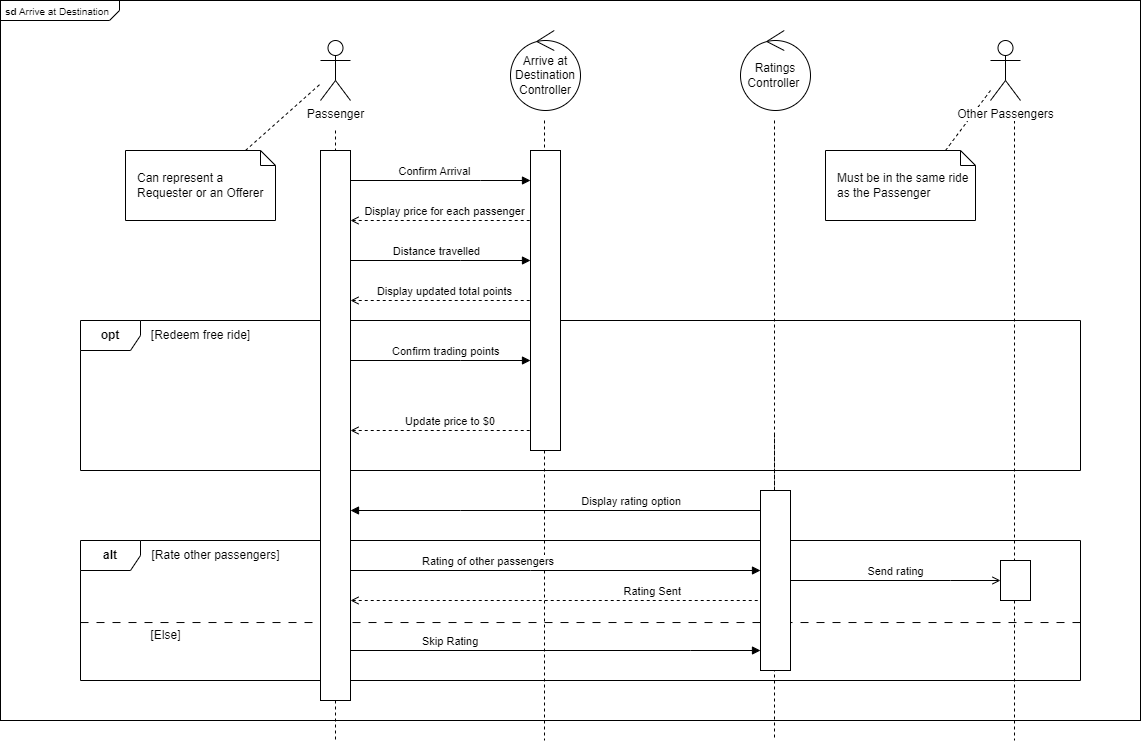 sd Arrive at Destination
Arrive at
Destination
Controller
Ratings
Controller
Passenger
Other Passengers
Can represent a
Requester or an Offerer
Must be in the same ride
as the Passenger
Confirm Arrival
Display price for each passenger
Distance travelled
Display updated total points
opt
[Redeem free ride]
Confirm trading points
Update price to $0
Display rating option
alt
[Rate other passengers]
Rating of other passengers
Send rating
Rating Sent
[Else]
Skip Rating